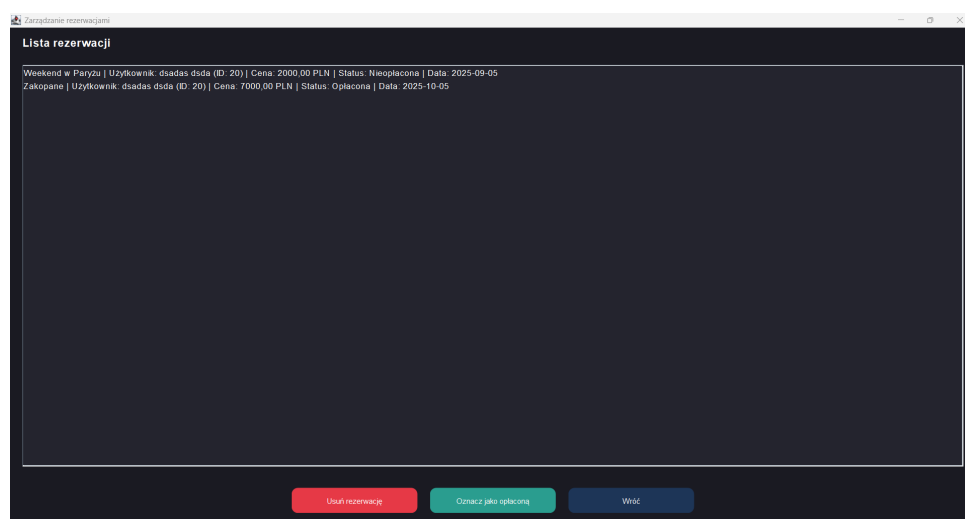 Zarządzanie rezerwacjami
Lista rezerwacji
Weekend w Paryżu | Użytkownik: dsadas dsda (ID: 20) | Cena: 2000,00 PLN | Status: Nieopłacona | Data: 2025-09-05
Zakopane | Użytkownik: dsadas dsda (ID: 20) | Cena: 7000,00 PLN | Status: Opłacona | Data: 2025-10-05
Usuń rezerwację
Oznacz jako opłaconą
Wróć